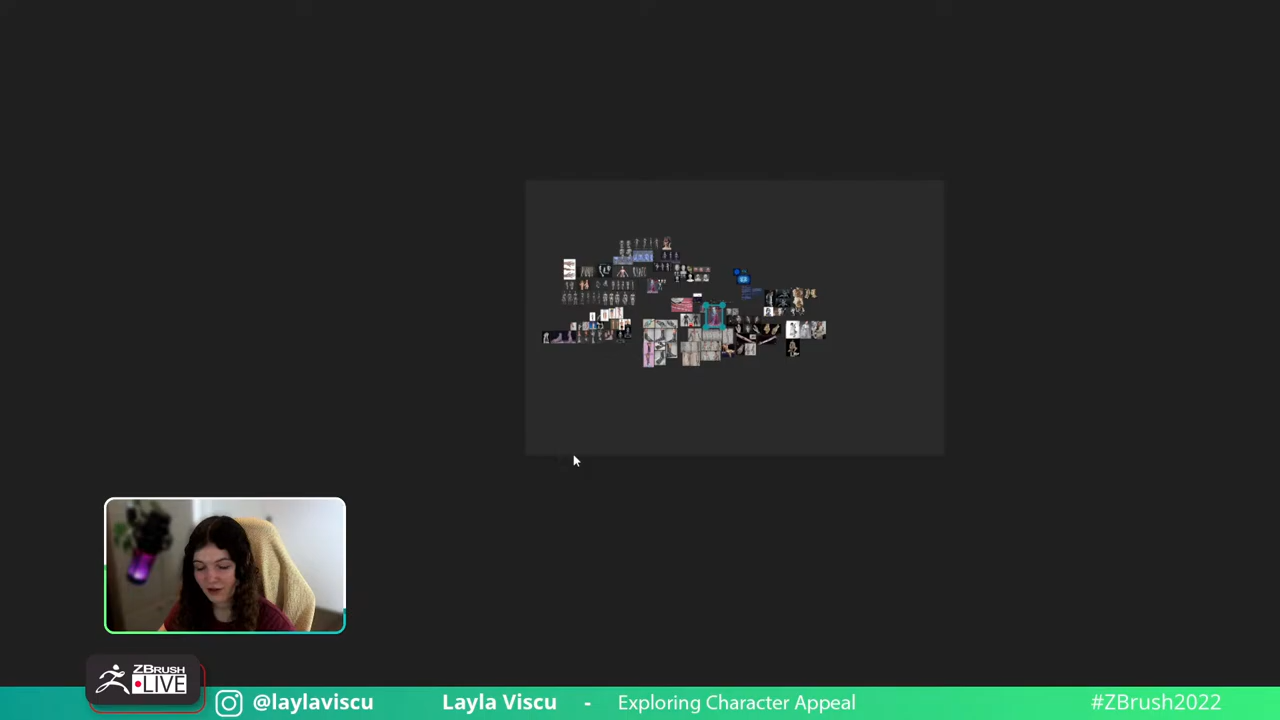 ZBRUSH
LIVE
@laylaviscu
Layla Viscu - Exploring Character Appeal
#ZBrush2022